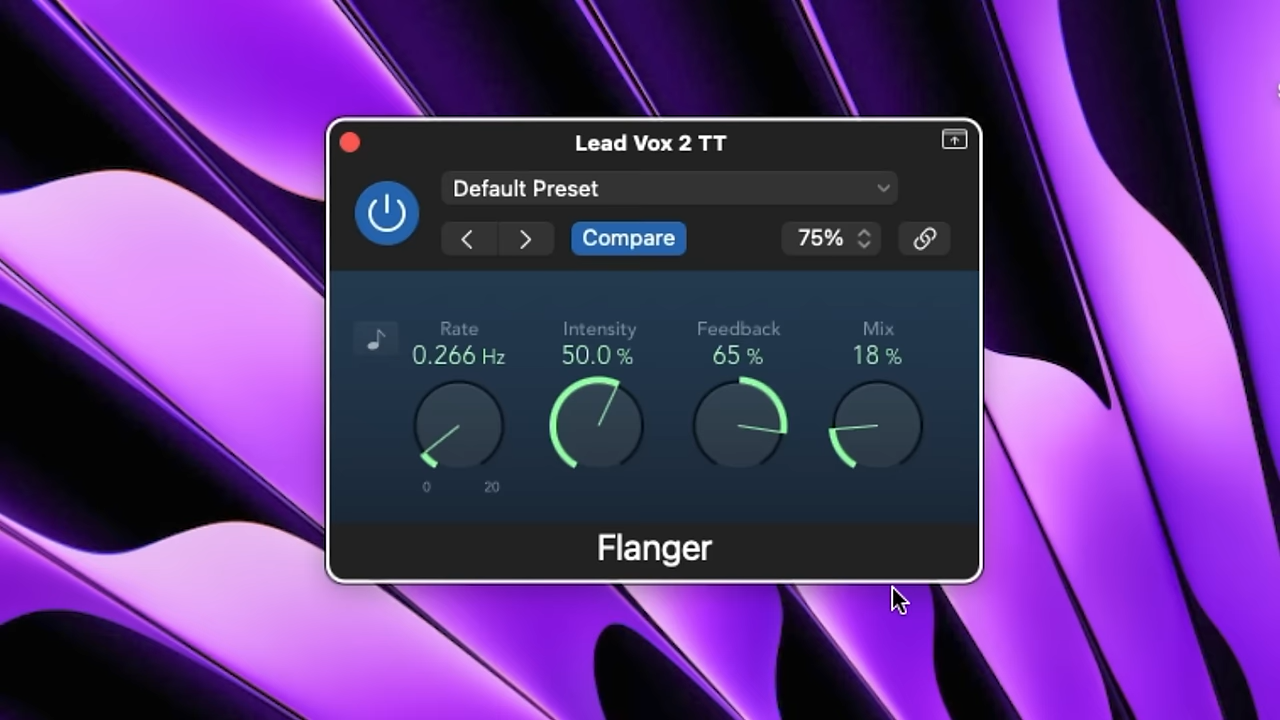 Lead Vox 2 TT
Default Preset
Compare
75%
Rate
Intensity
Feedback
Mix
0.266 Hz
50.0 %
65 %
18 %
0
20
Flanger